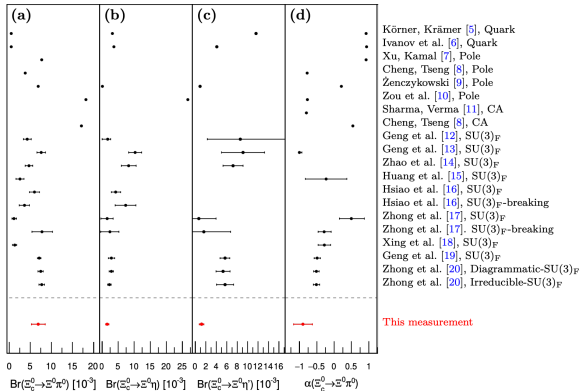 (a) (b) (c) (d)
Körner, Krämer [5], Quark
Ivanov et al. [6], Quark
Xu, Kamal [7], Pole
Cheng, Tseng [8], Pole
Żenczykowski [9], Pole
Zou et al. [10], Pole
Sharma, Verma [11], CA
Cheng, Tseng [8], CA
Geng et al. [12], SU(3)F
Geng et al. [13], SU(3)F
Zhao et al. [14], SU(3)F
Huang et al. [15], SU(3)F
Hsiao et al. [16], SU(3)F
Hsiao et al. [16], SU(3)F-breaking
Zhong et al. [17], SU(3)F
Zhong et al. [17]. SU(3)F-breaking
Xing et al. [18], SU(3)F
Geng et al. [19], SU(3)F
Zhong et al. [20], Diagrammatic-SU(3)F
Zhong et al. [20], Irreducible-SU(3)F
This measurement
0 5 10 15 20 0 5 10 15 20 25 0 2 4 6 8 10 12 14 16 −1 −0.5 0 0.5 1
Br(Ξc0→Ξ0π0) [10-3] Br(Ξc0→Ξ0η) [10-3] Br(Ξc0→Ξ0η') [10-3] α(Ξc0→Ξ0π0)